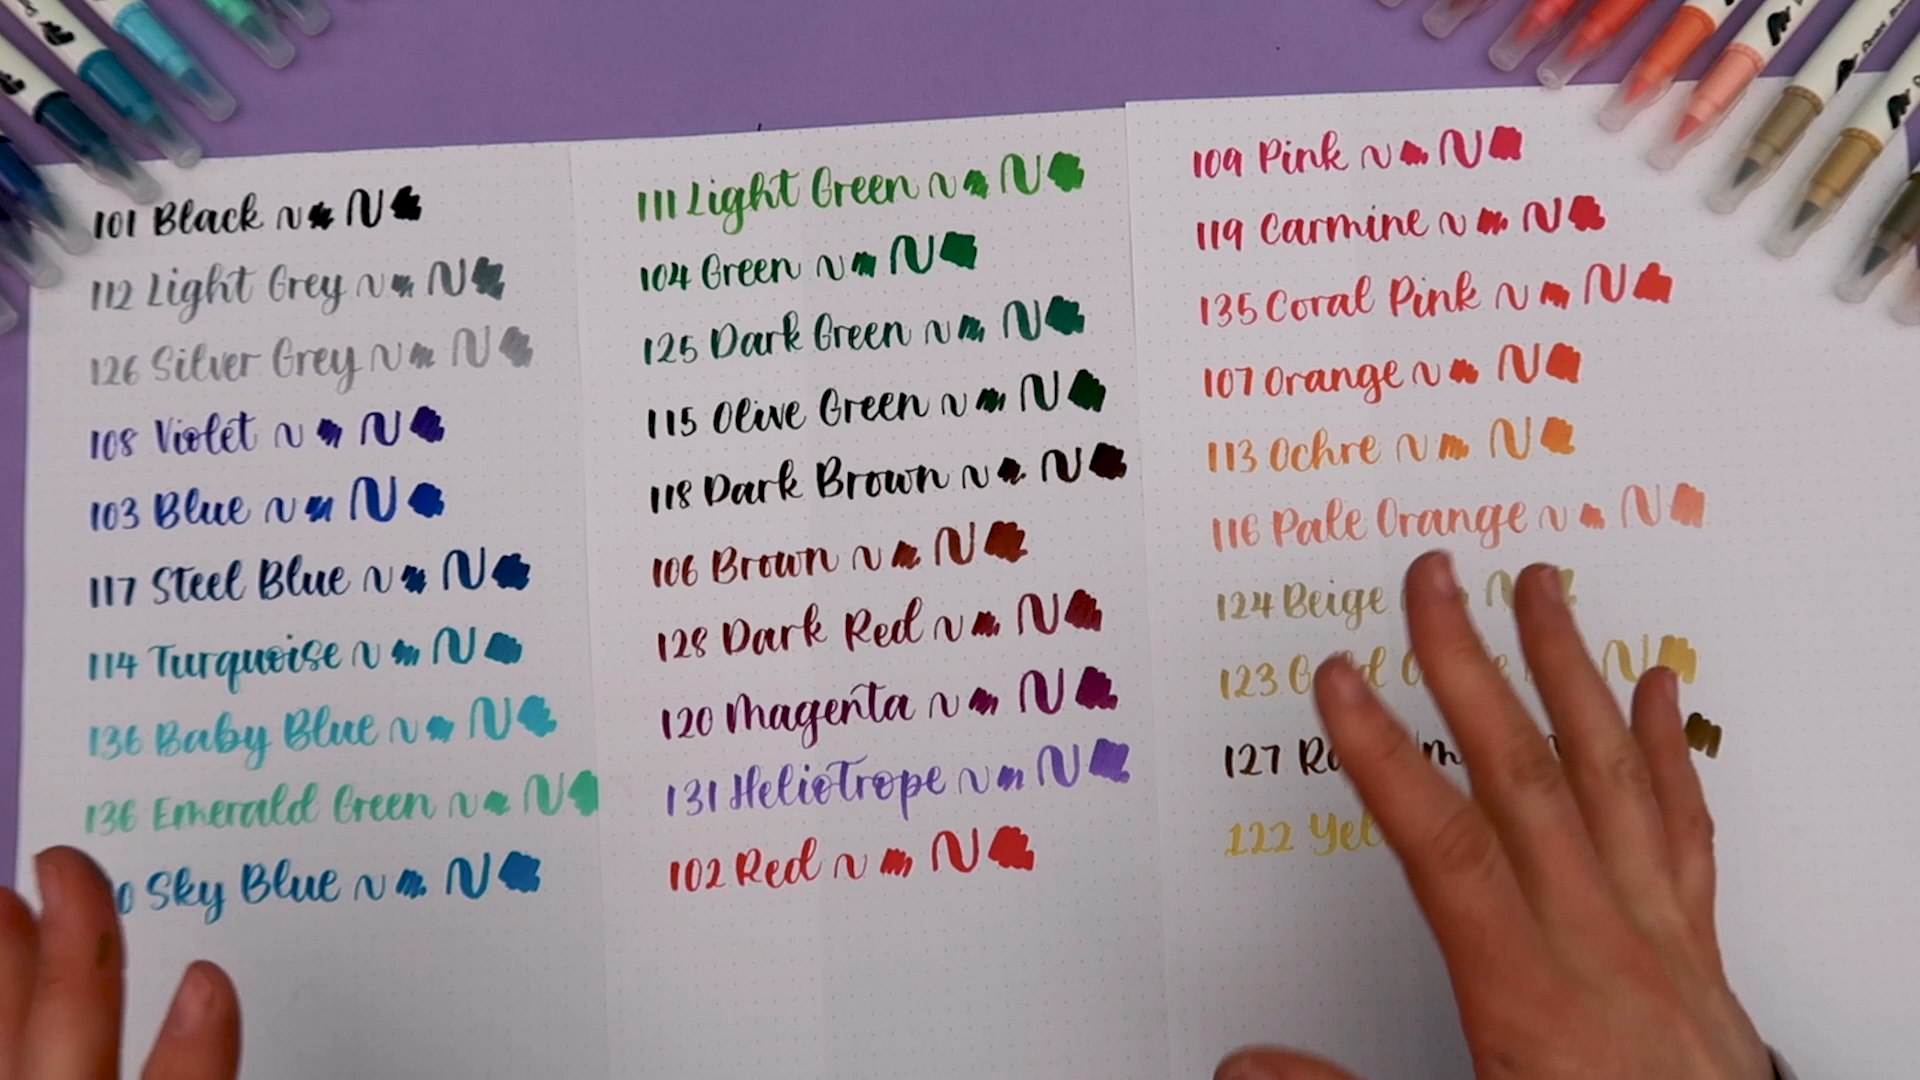 101 Black
112 Light Grey
126 Silver Grey
108 Violet
103 Blue
117 Steel Blue
114 Turquoise
136 Baby Blue
136 Emerald Green
Sky Blue
111 Light Green
104 Green
125 Dark Green
115 Olive Green
118 Dark Brown
106 Brown
128 Dark Red
120 Magenta
131 Heliotrope
102 Red
109 Pink
119 Carmine
135 Coral Pink
107 Orange
113 Ochre
116 Pale Orange
124 Beige
123
127
122